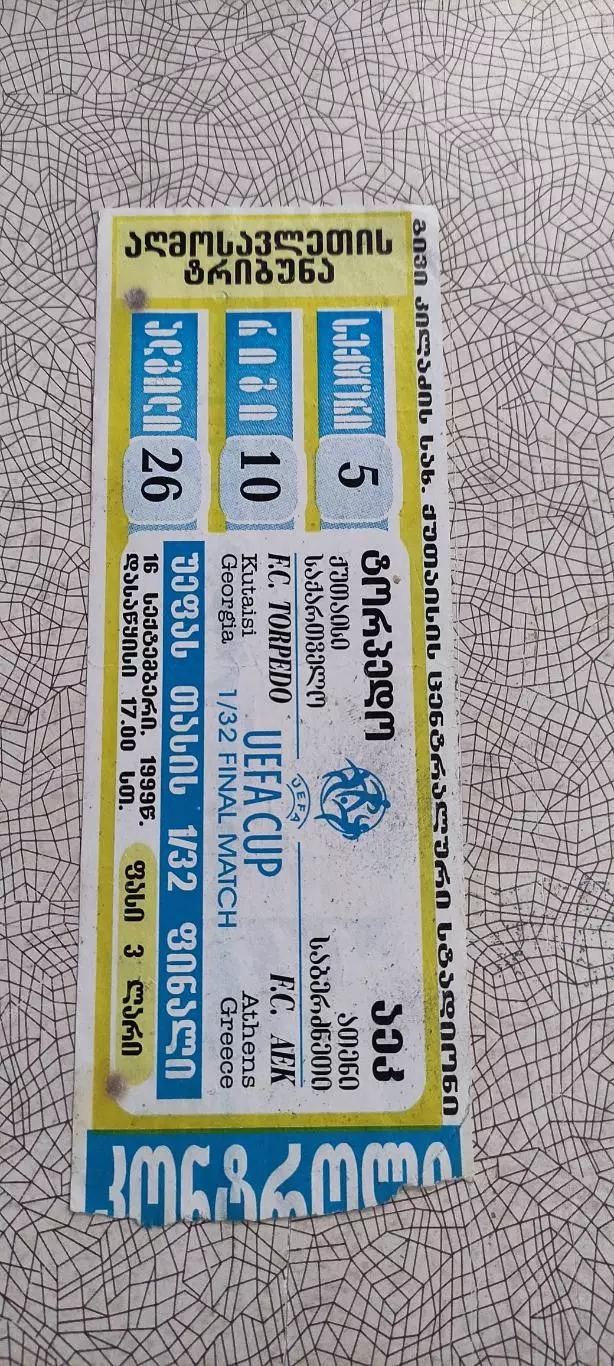 გივი კილაძის სახ. ქუთაისის ცენტრალური სტადიონი
აღმოსავლეთის
ტრიბუნა
სექტორი
5
რიგი
10
ადგილი
26
ტორპედო
ქუთაისი
საქართველო
F.C. TORPEDO
Kutaisi
Georgia
UEFA
UEFA CUP
1/32 FINAL MATCH
აეკ
ათენი
საბერძნეთი
F.C. AEK
Athens
Greece
უეფას თასის 1/32 ფინალი
16 სექტემბერი, 1999წ.
დასაწყისი 17.00 სთ.
ფასი 3 ლარი